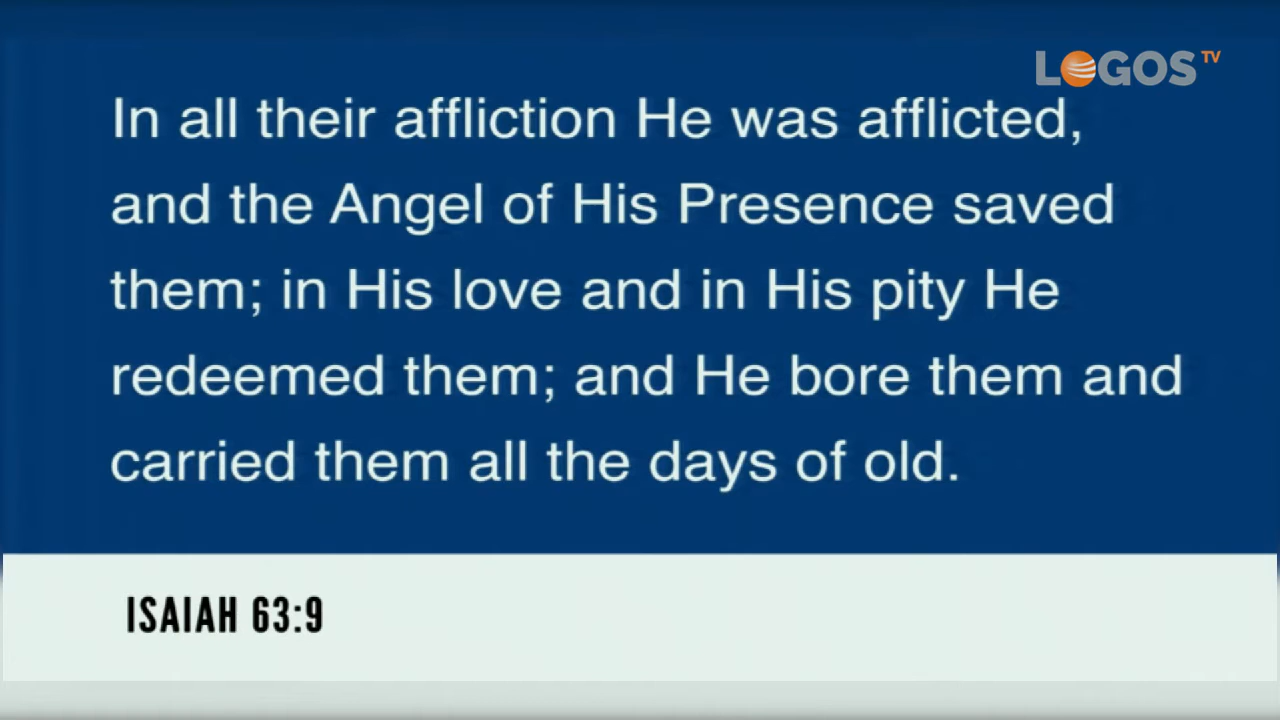 LOGOS TV
In all their affliction He was afflicted,
and the Angel of His Presence saved
them; in His love and in His pity He
redeemed them; and He bore them and
carried them all the days of old.
ISAIAH 63:9